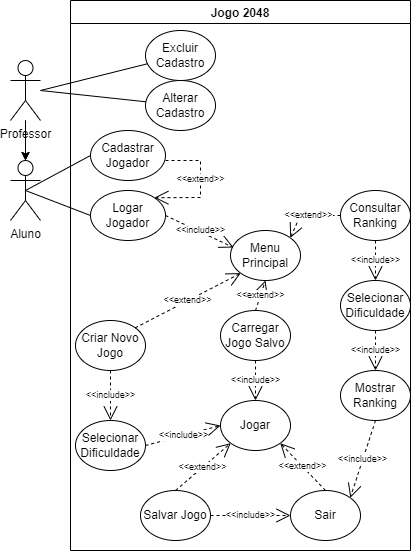 Jogo 2048
Excluir
Cadastro
Alterar
Cadastro
Professor
Cadastrar
Jogador
<<extend>>
Logar
Jogador
Aluno
<<include>>
<<extend>>
Consultar
Ranking
Menu
Principal
<<include>>
Selecionar
Dificuldade
<<extend>>
<<extend>>
Criar Novo
Jogo
Carregar
Jogo Salvo
<<include>>
Mostrar
Ranking
<<include>>
<<include>>
Selecionar
Dificuldade
<<include>>
Jogar
<<extend>>
<<extend>>
<<include>>
Salvar Jogo
<<include>>
Sair